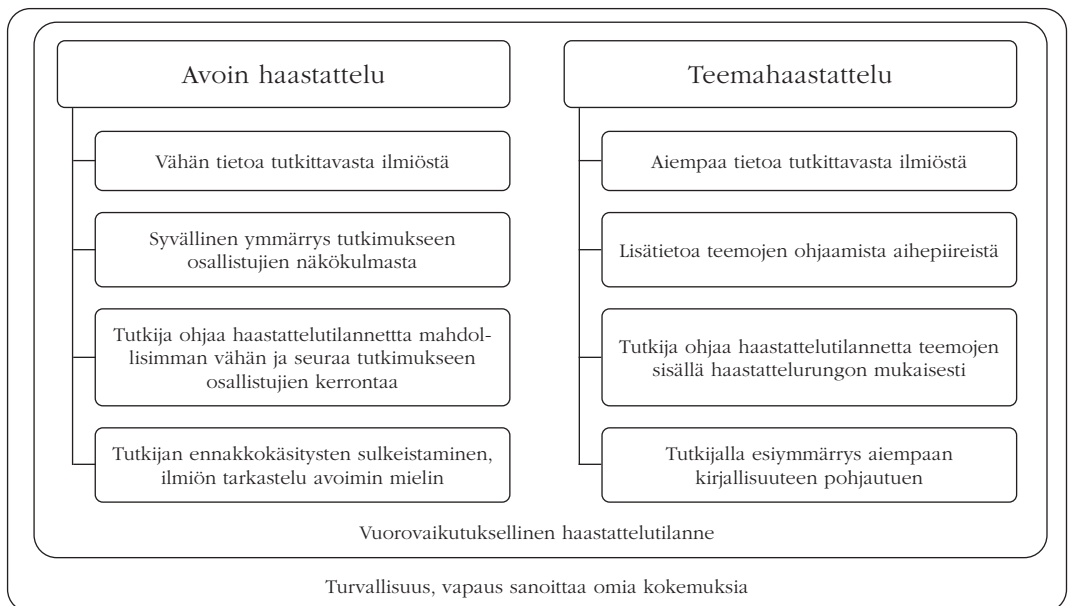 Avoin haastattelu
Vähän tietoa tutkittavasta ilmiöstä
Syvällinen ymmärrys tutkimukseen
osallistujien näkökulmasta
Tutkija ohjaa haastattelutilannettta mahdol-
lisimman vähän ja seuraa tutkimukseen
osallistujien kerrontaa
Tutkijan ennakkokäsitysten sulkeistaminen,
ilmiön tarkastelu avoimin mielin
Teemahaastattelu
Aiempaa tietoa tutkittavasta ilmiöstä
Lisätietoa teemojen ohjaamista aihepiireistä
Tutkija ohjaa haastattelutilannetta teemojen
sisällä haastattelurungon mukaisesti
Tutkijalla esiymmärrys aiempaan
kirjallisuuteen pohjautuen
Vuorovaikutuksellinen haastattelutilanne
Turvallisuus, vapaus sanoittaa omia kokemuksia